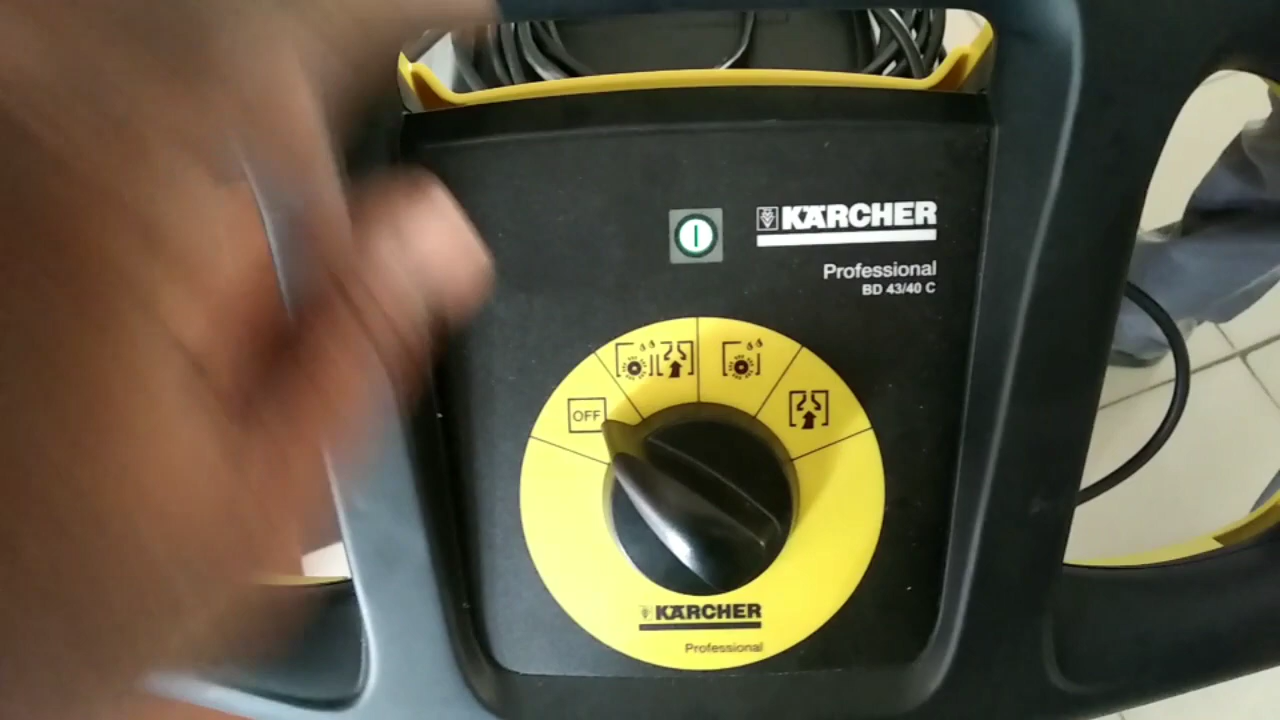 KÄRCHER
Professional
BD 43/40 C
OFF
KÄRCHER
Professional